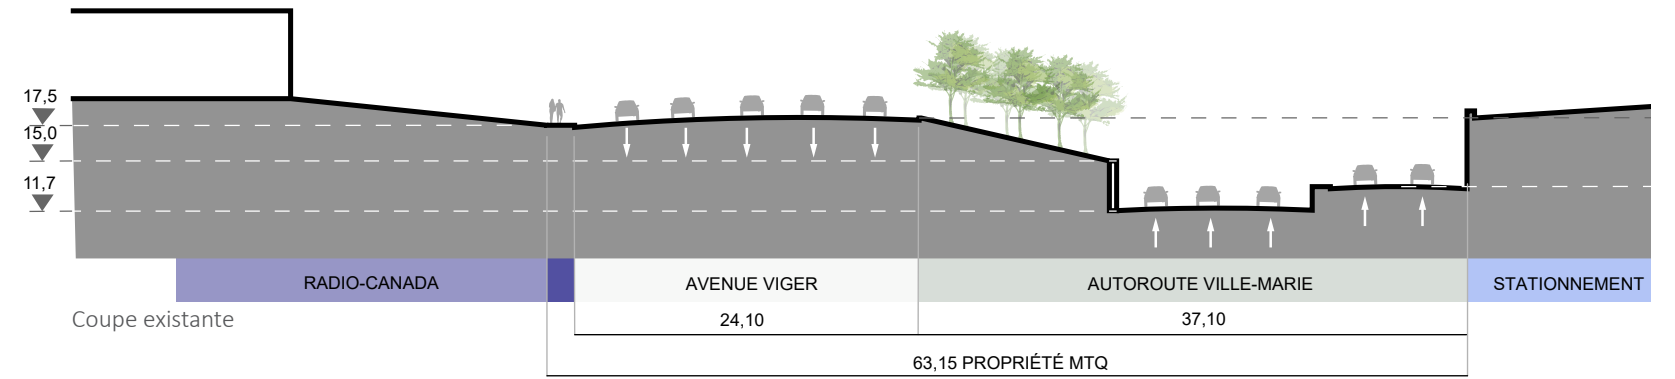 17,5
15,0
11,7
RADIO-CANADA
AVENUE VIGER
AUTOROUTE VILLE-MARIE
STATIONNEMENT
Coupe existante
24,10
37,10
63,15 PROPRIÉTÉ MTQ